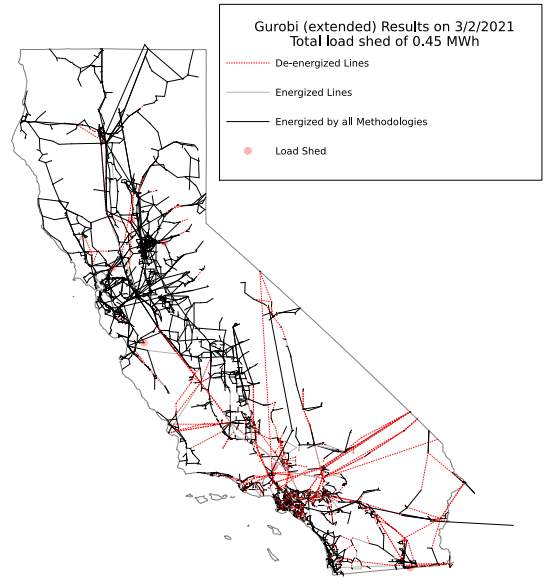 Gurobi (extended) Results on 3/2/2021
Total load shed of 0.45 MWh
De-energized Lines
Energized Lines
Energized by all Methodologies
Load Shed